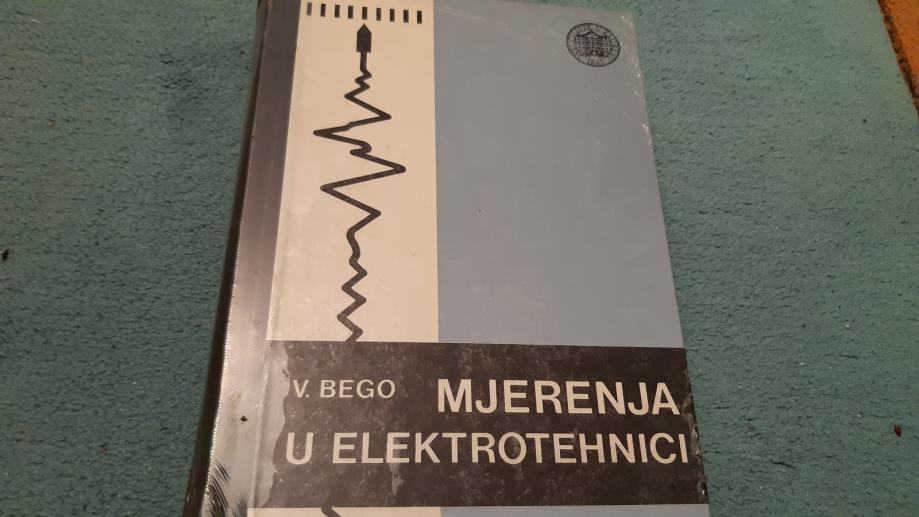 V. BEGO MJERENJA
U ELEKTROTEHNICI